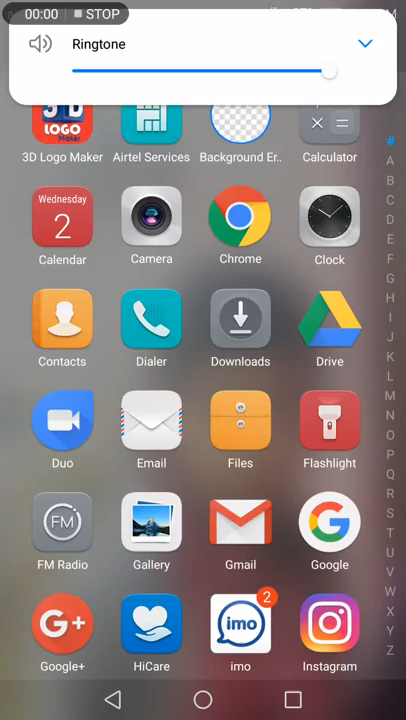 00:00 STOP
M
Ringtone
3D LOGO Maker
3D Logo Maker Airtel Services Background Er.. Calculator
Wednesday
2
Calendar Camera Chrome Clock
Contacts Dialer Downloads Drive
Duo Email Files Flashlight
FM
FM Radio Gallery Gmail Google
G+
imo
2
Google+ HiCare imo Instagram
#
A
B
C
D
E
F
G
H
I
J
K
L
M
N
O
P
Q
R
S
T
U
V
W
X
Y
Z